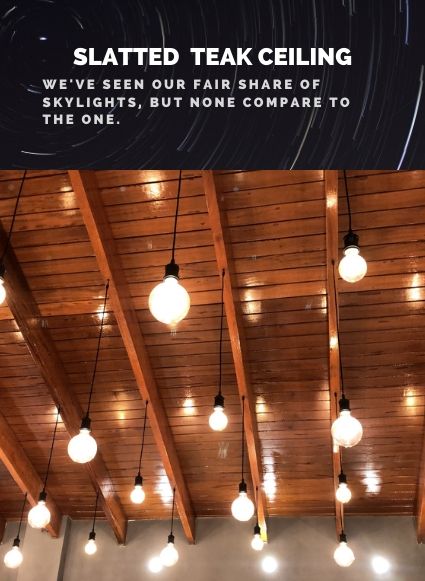 SLATTED TEAK CEILING
WE'VE SEEN OUR FAIR SHARE OF
SKYLIGHTS, BUT NONE COMPARE TO
THE ONE.